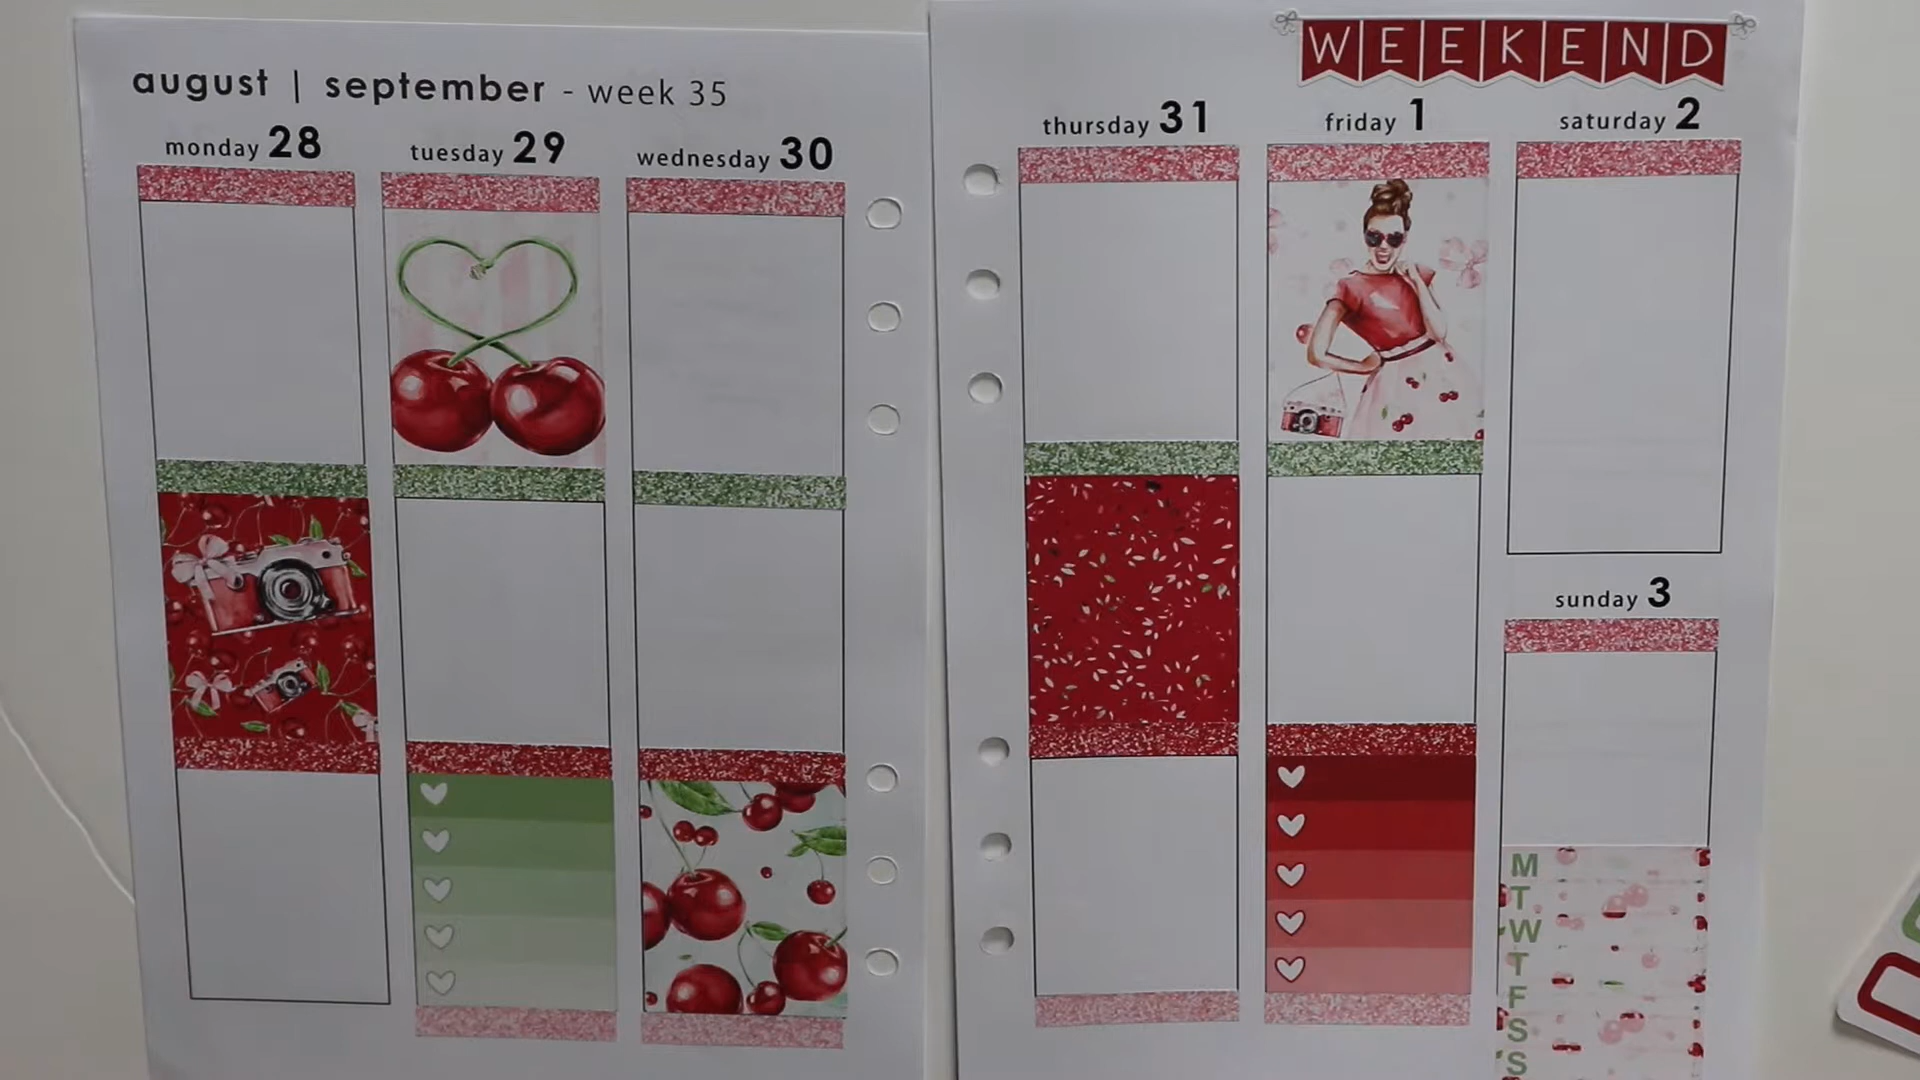 august | september - week 35
monday 28
tuesday 29
wednesday 30
WEEKEND
thursday 31
friday 1
saturday 2
sunday 3
M
T
W
T
F
S
S